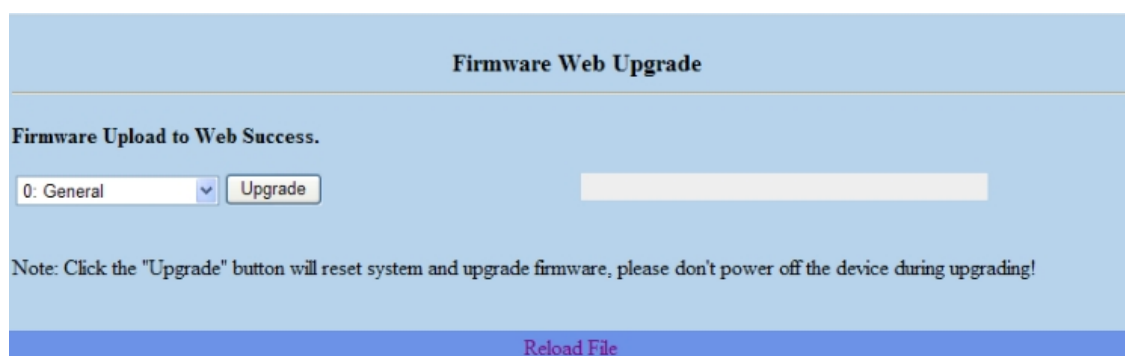 Firmware Web Upgrade
Firmware Upload to Web Success.
0: General Upgrade
Note: Click the "Upgrade" button will reset system and upgrade firmware, please don't power off the device during upgrading!
Reload File